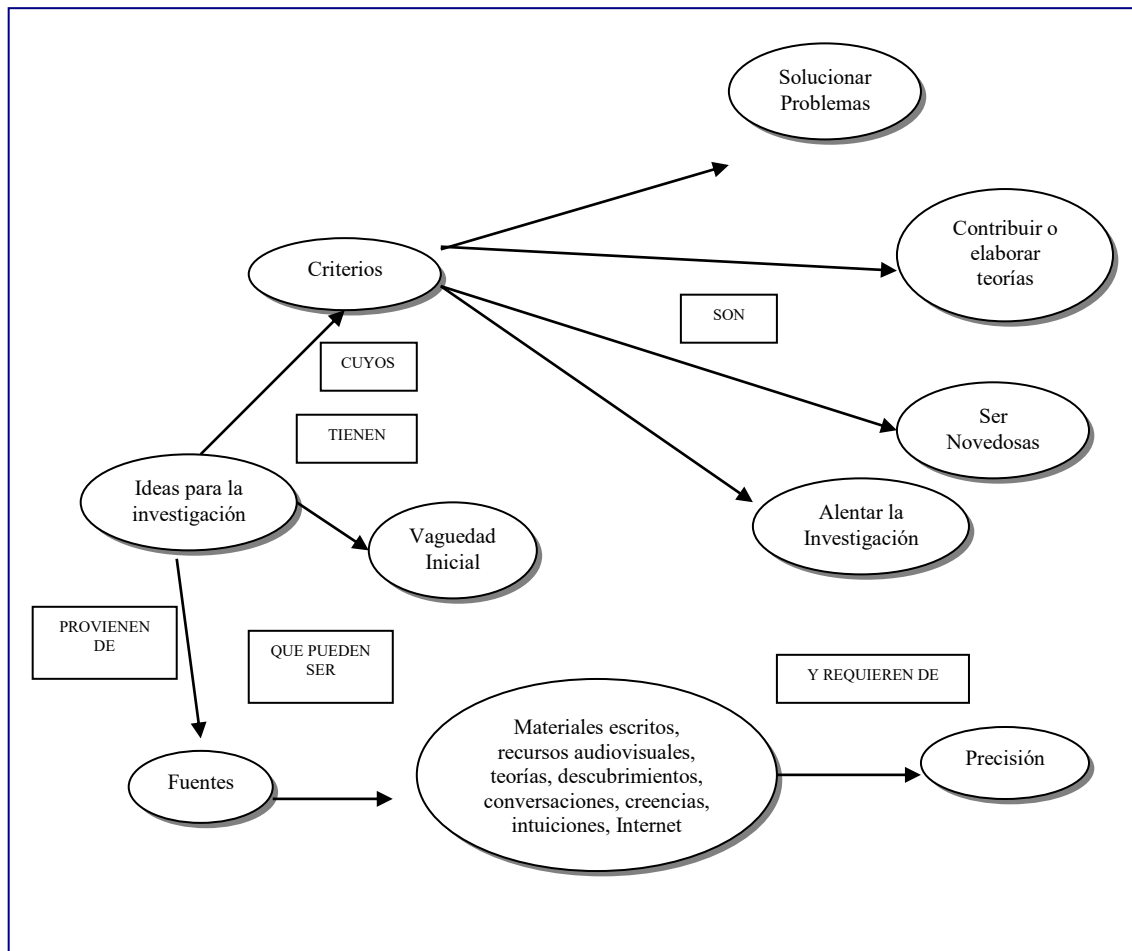 Solucionar
Problemas
Contribuir o
elaborar
teorías
Criterios
SON
CUYOS
TIENEN
Ser
Novedosas
Ideas para la
investigación
Alentar la
Investigación
Vaguedad
Inicial
PROVIENEN
DE
QUE PUEDEN
SER
Y REQUIEREN DE
Materiales escritos,
recursos audiovisuales,
teorías, descubrimientos,
conversaciones, creencias,
intuiciones, Internet
Fuentes
Precisión